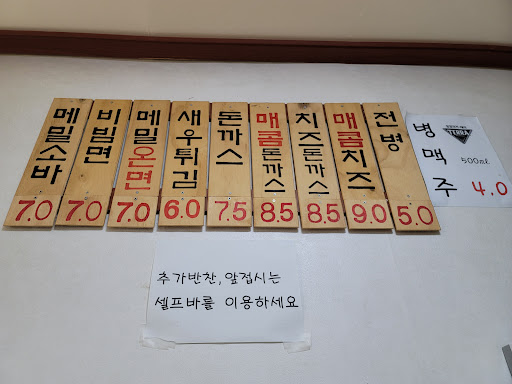 메밀소바
7.0
비빔면
7.0
메밀온면
7.0
새우튀김
6.0
돈까스
7.5
매콤돈까스
8.5
치즈돈까스
8.5
매콤치즈
9.0
전병
5.0
병맥주
TERRA
500ml
4.0
추가반찬, 앞접시는
셀프바를 이용하세요